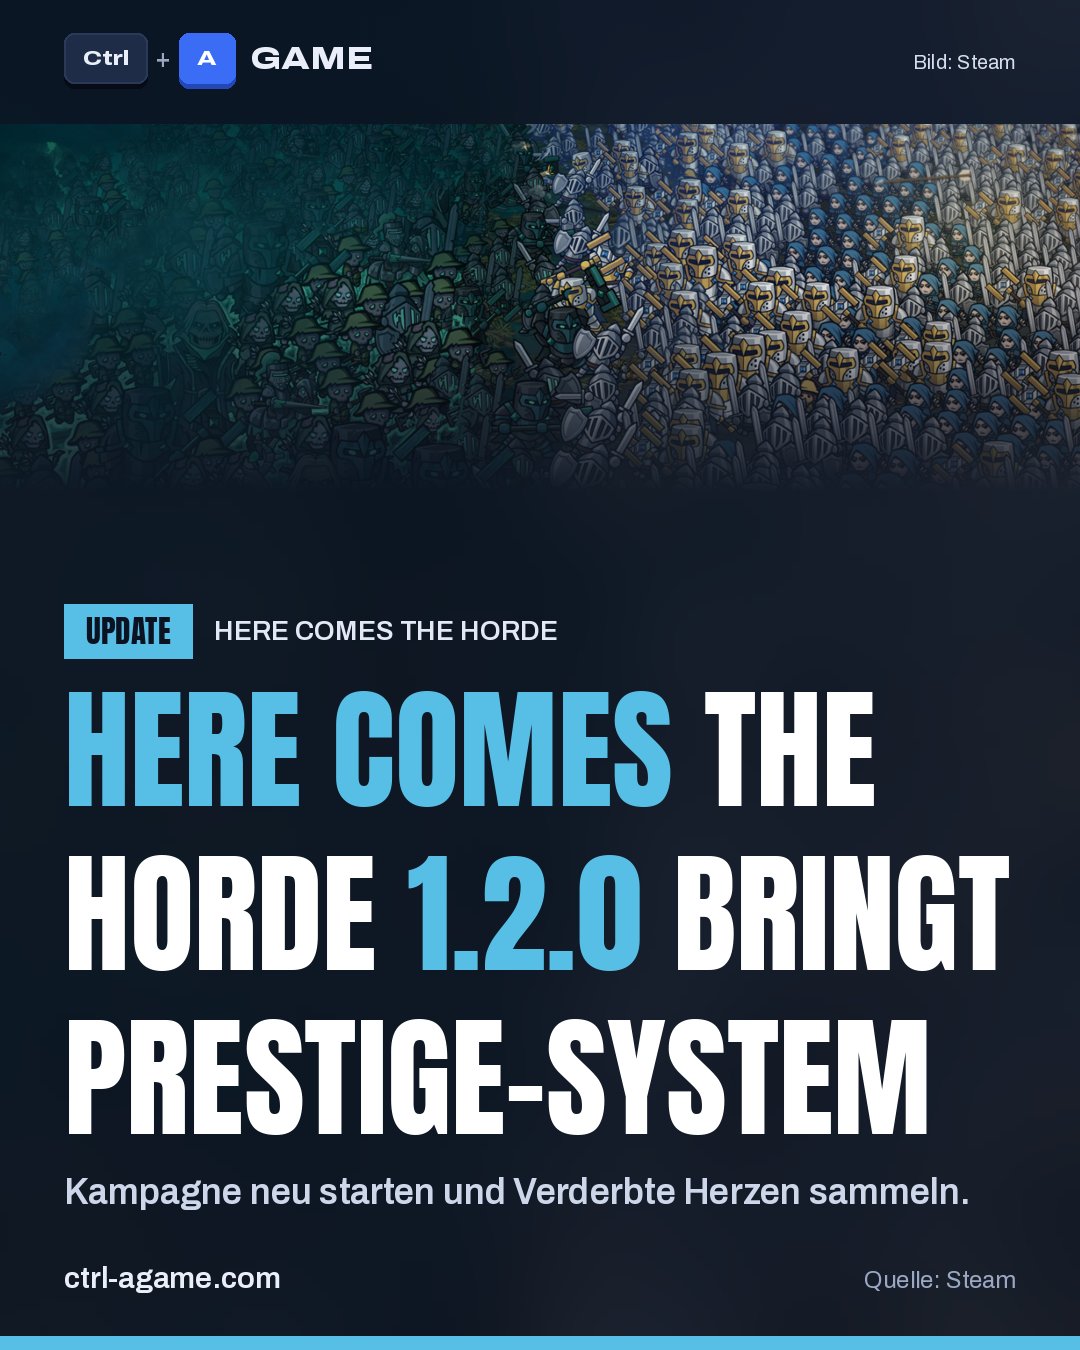 Ctrl + A GAME
Bild: Steam
UPDATE HERE COMES THE HORDE
HERE COMES THE
HORDE 1.2.0 BRINGT
PRESTIGE-SYSTEM
Kampagne neu starten und Verderbte Herzen sammeln.
ctrl-agame.com
Quelle: Steam